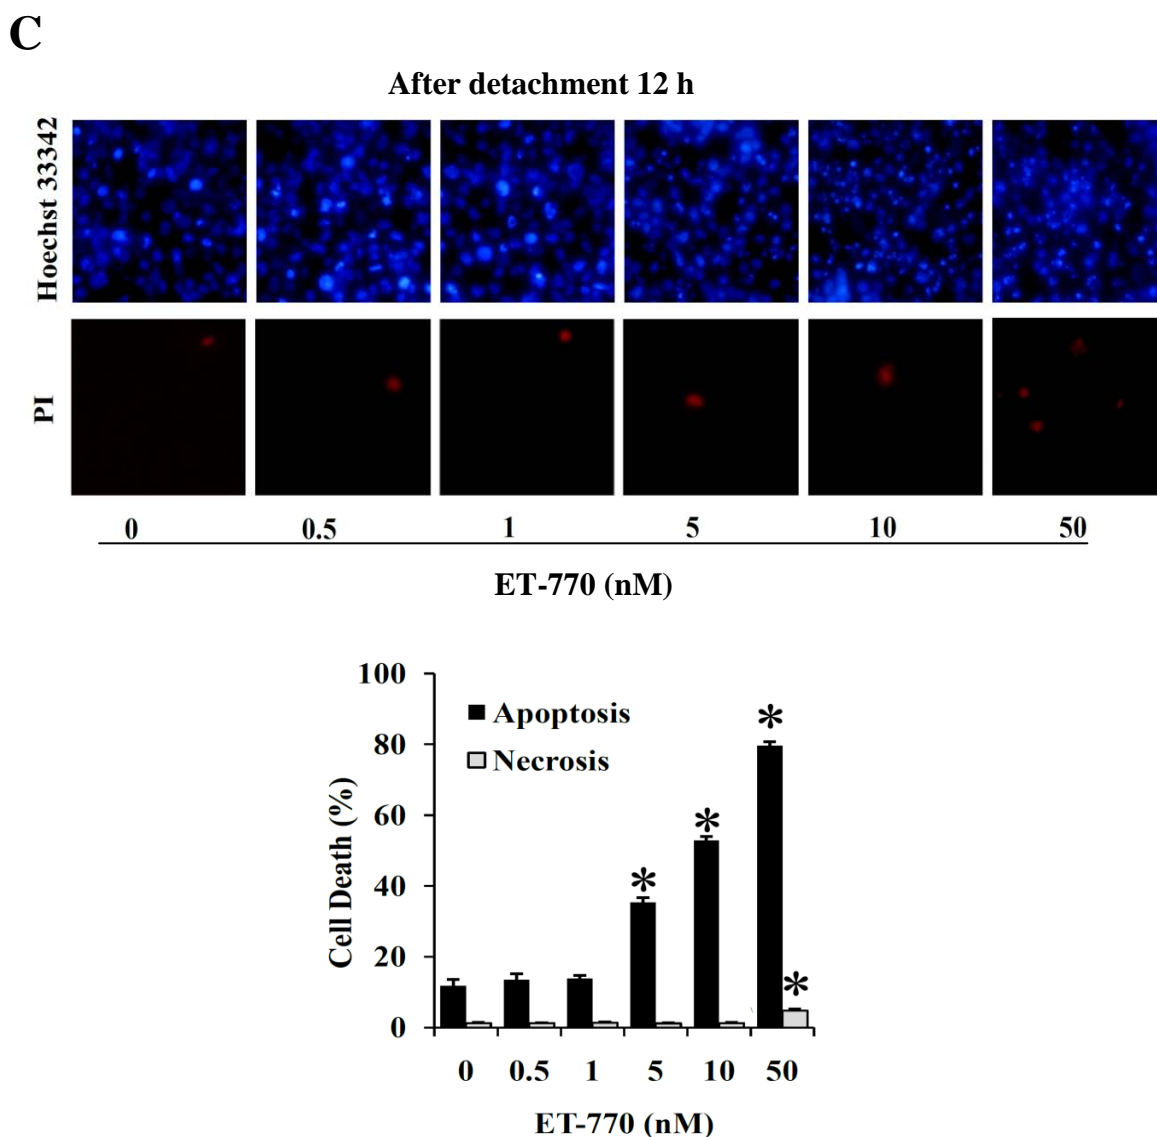 C
After detachment 12 h
Hoechst 33342
PI
0 0.5 1 5 10 50
ET-770 (nM)
100
80
60
40
20
0
Cell Death (%)
Apoptosis
Necrosis
*
*
*
*
0 0.5 1 5 10 50
ET-770 (nM)